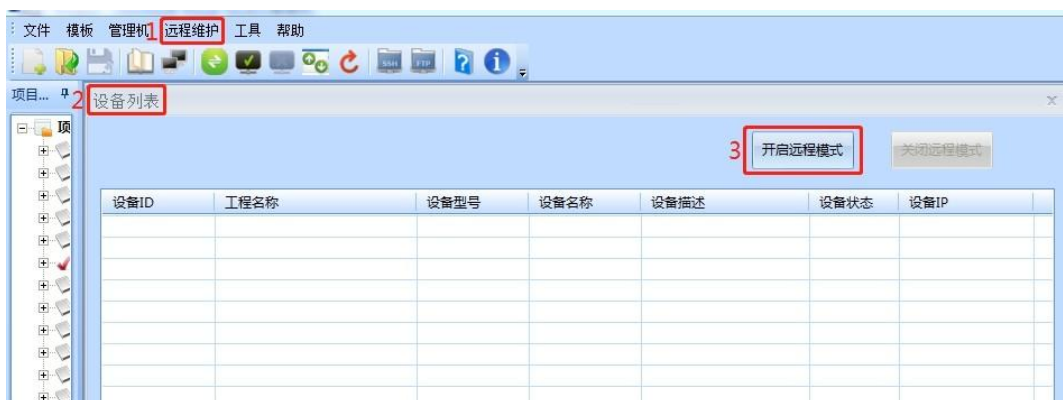 文件 模板 管理机 1 远程维护 工具 帮助
SSH FTP
项目... 2 设备列表
项
3 开启远程模式 关闭远程模式
设备ID 工程名称 设备型号 设备名称 设备描述 设备状态 设备IP